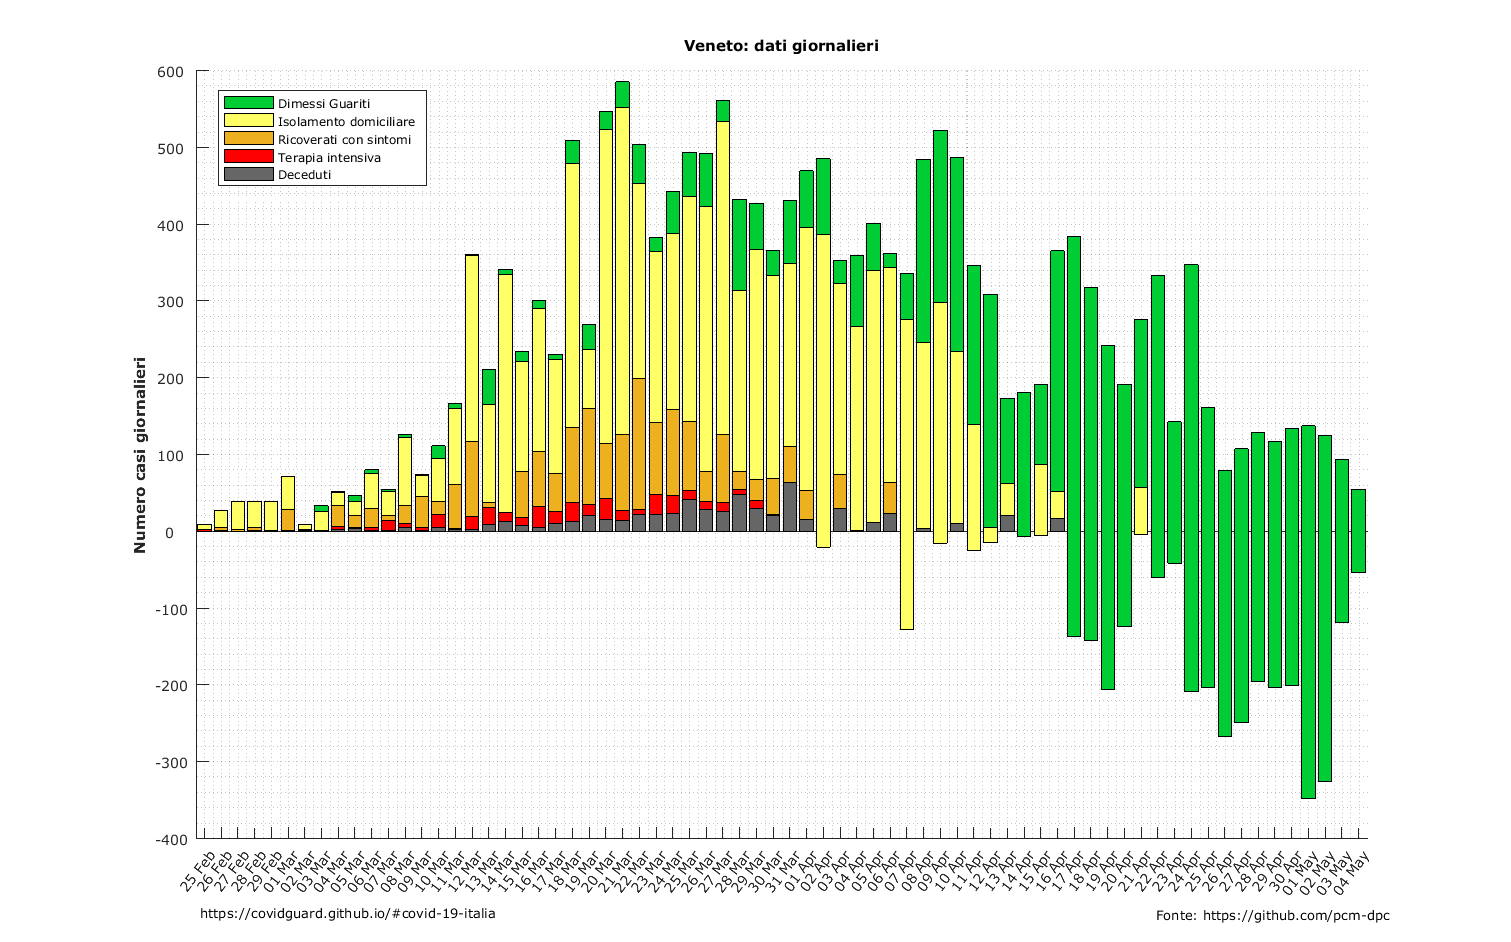 Veneto: dati giornalieri
600
500
400
300
200
100
0
-100
-200
-300
-400
Numero casi giornalieri
Dimessi Guariti
Isolamento domiciliare
Ricoverati con sintomi
Terapia intensiva
Deceduti
25 Feb
26 Feb
27 Feb
28 Feb
29 Feb
01 Mar
02 Mar
03 Mar
04 Mar
05 Mar
06 Mar
07 Mar
08 Mar
09 Mar
10 Mar
11 Mar
12 Mar
13 Mar
14 Mar
15 Mar
16 Mar
17 Mar
18 Mar
19 Mar
20 Mar
21 Mar
22 Mar
23 Mar
24 Mar
25 Mar
26 Mar
27 Mar
28 Mar
29 Mar
30 Mar
31 Mar
01 Apr
02 Apr
03 Apr
04 Apr
05 Apr
06 Apr
07 Apr
08 Apr
09 Apr
10 Apr
11 Apr
12 Apr
13 Apr
14 Apr
15 Apr
16 Apr
17 Apr
18 Apr
19 Apr
20 Apr
21 Apr
22 Apr
23 Apr
24 Apr
25 Apr
26 Apr
27 Apr
28 Apr
29 Apr
30 Apr
01 May
02 May
03 May
04 May
https://covidguard.github.io/#covid-19-italia
Fonte: https://github.com/pcm-dpc